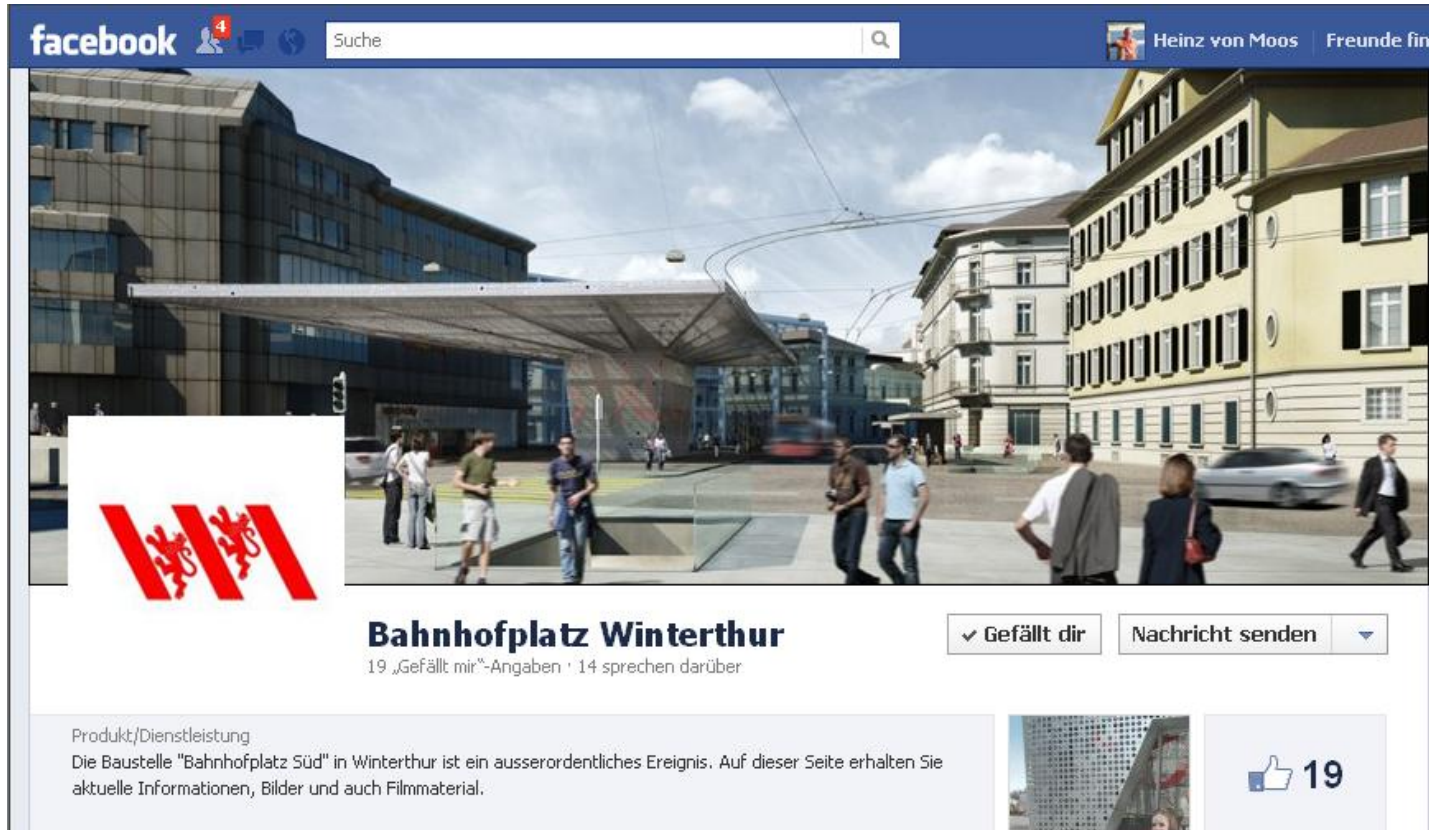 facebook
4
Suche
Heinz von Moos
Freunde fin
Bahnhofplatz Winterthur
19 „Gefällt mir“-Angaben · 14 sprechen darüber
✓ Gefällt dir
Nachricht senden
Produkt/Dienstleistung
Die Baustelle "Bahnhofplatz Süd" in Winterthur ist ein ausserordentliches Ereignis. Auf dieser Seite erhalten Sie
aktuelle Informationen, Bilder und auch Filmmaterial.
19